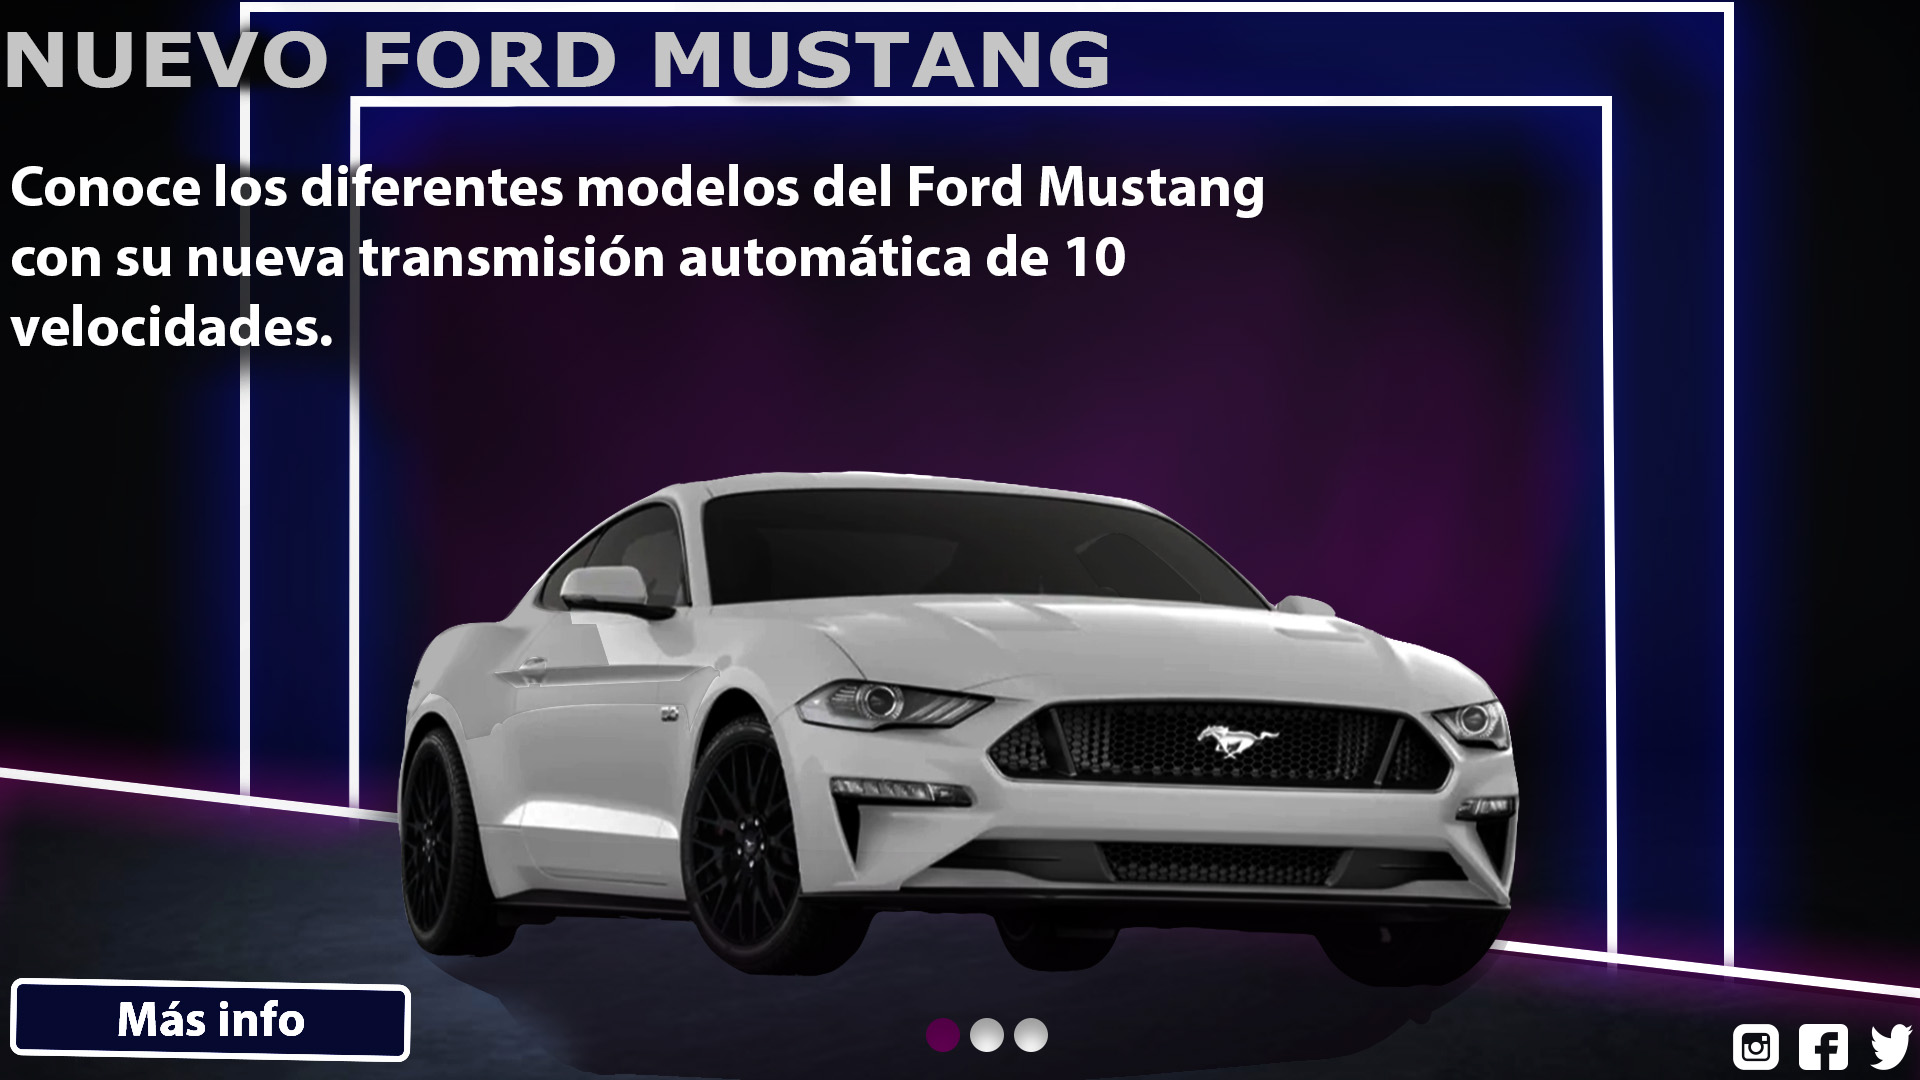 NUEVO FORD MUSTANG
Conoce los diferentes modelos del Ford Mustang
con su nueva transmisión automática de 10
velocidades.
Más info